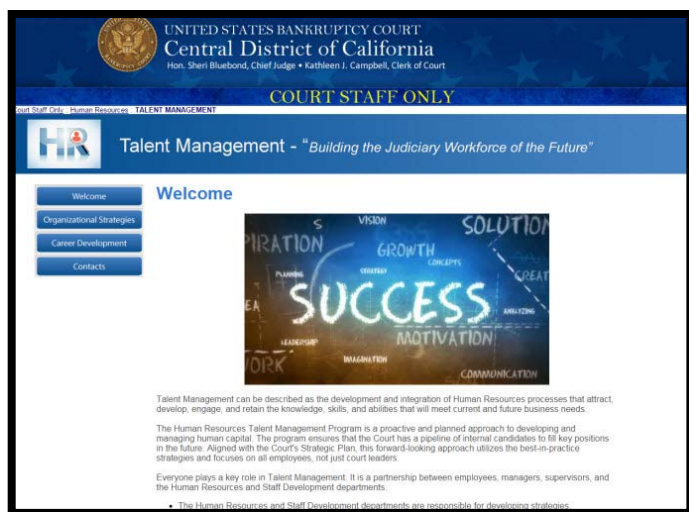 UNITED STATES BANKRUPTCY COURT
Central District of California
Hon. Sheri Bluebond, Chief Judge • Kathleen J. Campbell, Clerk of Court
COURT STAFF ONLY
Court Staff Only : Human Resources : TALENT MANAGEMENT
HR
Talent Management - "Building the Judiciary Workforce of the Future"
Welcome
Organizational Strategies
Career Development
Contacts
Welcome
S
VISION
SOLUTION
PIRATION
GROWTH
CONCEPTS
PLANNING
STRATEGY
CREAT
EA
SUCCESS
ANALYZING
LEADERSHIP
MOTIVATION
WORK
IMAGINATION
COMMUNICATION
Talent Management can be described as the development and integration of Human Resources processes that attract,
develop, engage, and retain the knowledge, skills, and abilities that will meet current and future business needs.
The Human Resources Talent Management Program is a proactive and planned approach to developing and
managing human capital. The program ensures that the Court has a pipeline of internal candidates to fill key positions
in the future. Aligned with the Court's Strategic Plan, this forward-looking approach utilizes the best-in-practice
strategies and focuses on all employees, not just court leaders.
Everyone plays a key role in Talent Management. It is a partnership between employees, managers, supervisors, and
the Human Resources and Staff Development departments.
• The Human Resources and Staff Development departments are responsible for developing strategies,